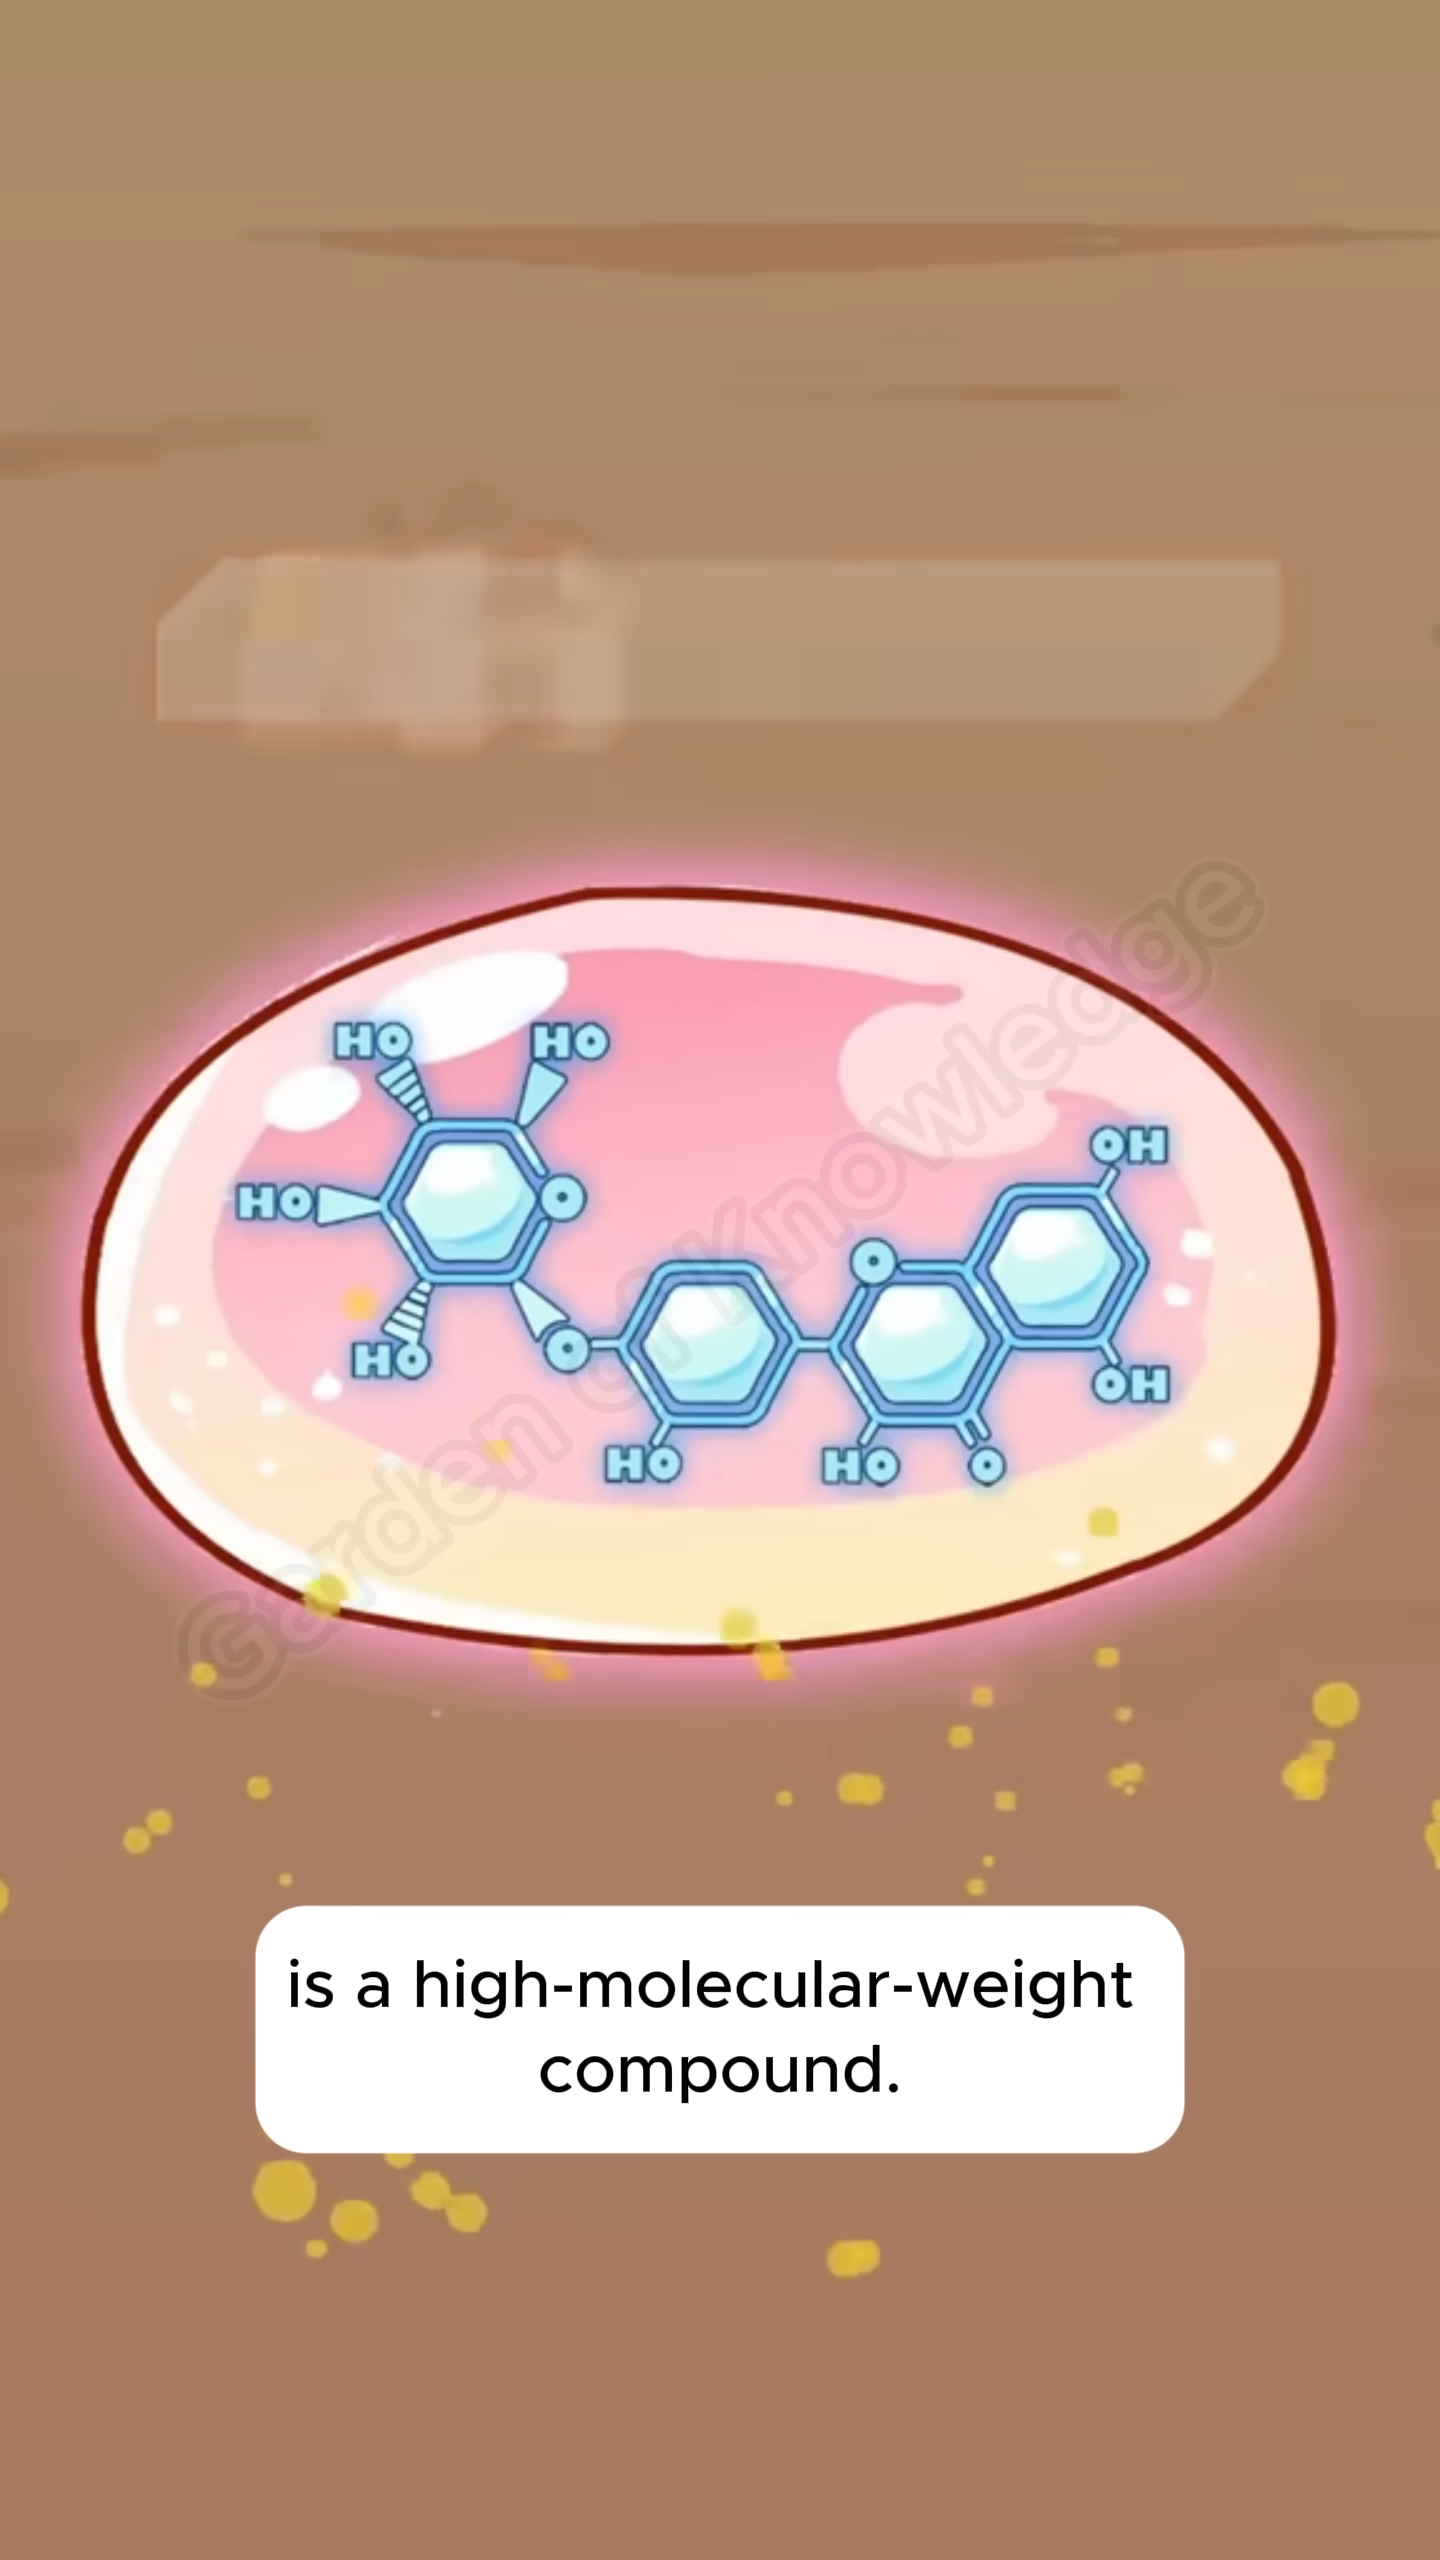 HO HO
HO O
HO O
O
OH
OH
HO HO O
Garden of Knowledge
is a high-molecular-weight
compound.